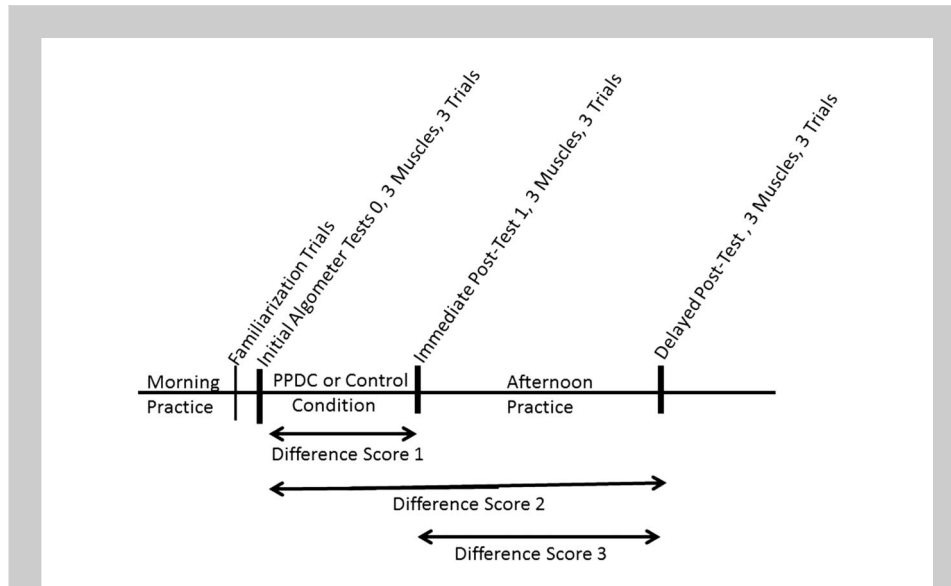 Familiarization Trials
Initial Algometer Tests 0, 3 Muscles, 3 Trials
Immediate Post-Test 1, 3 Muscles, 3 Trials
Delayed Post-Test , 3 Muscles, 3 Trials
Morning
Practice
PPDC or Control
Condition
Afternoon
Practice
Difference Score 1
Difference Score 2
Difference Score 3